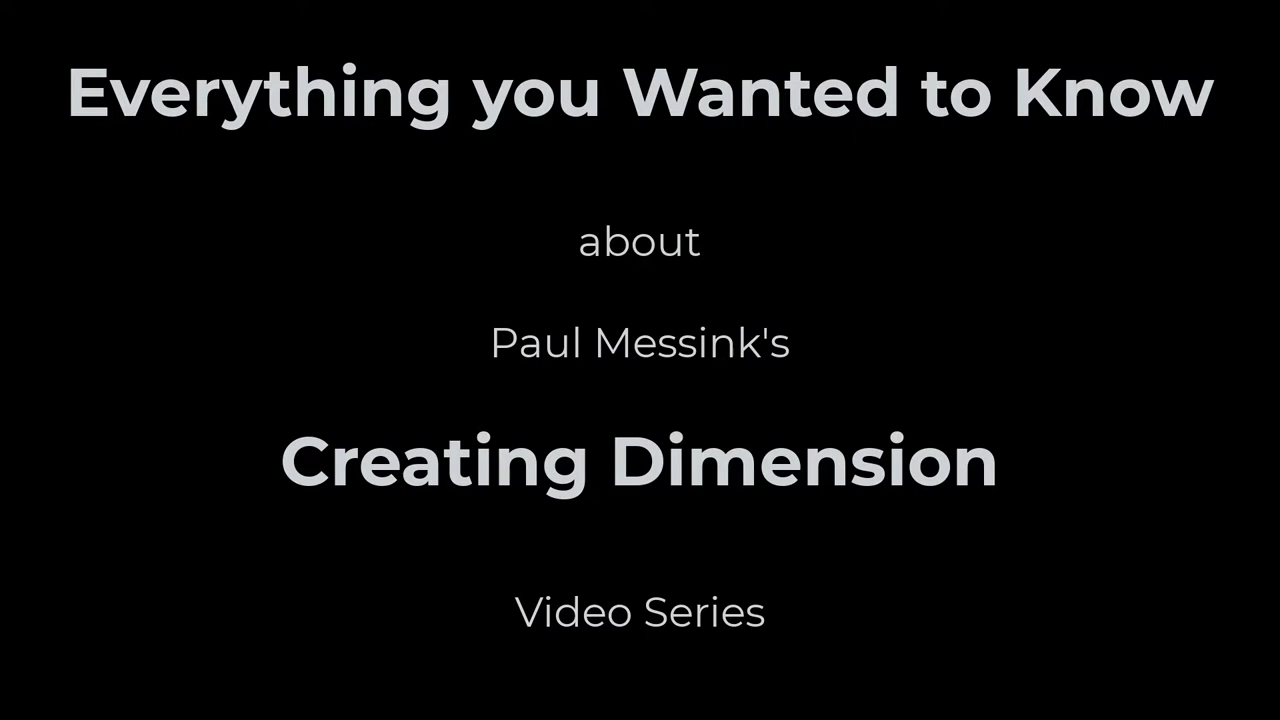 Everything you Wanted to Know
about
Paul Messink's
Creating Dimension
Video Series